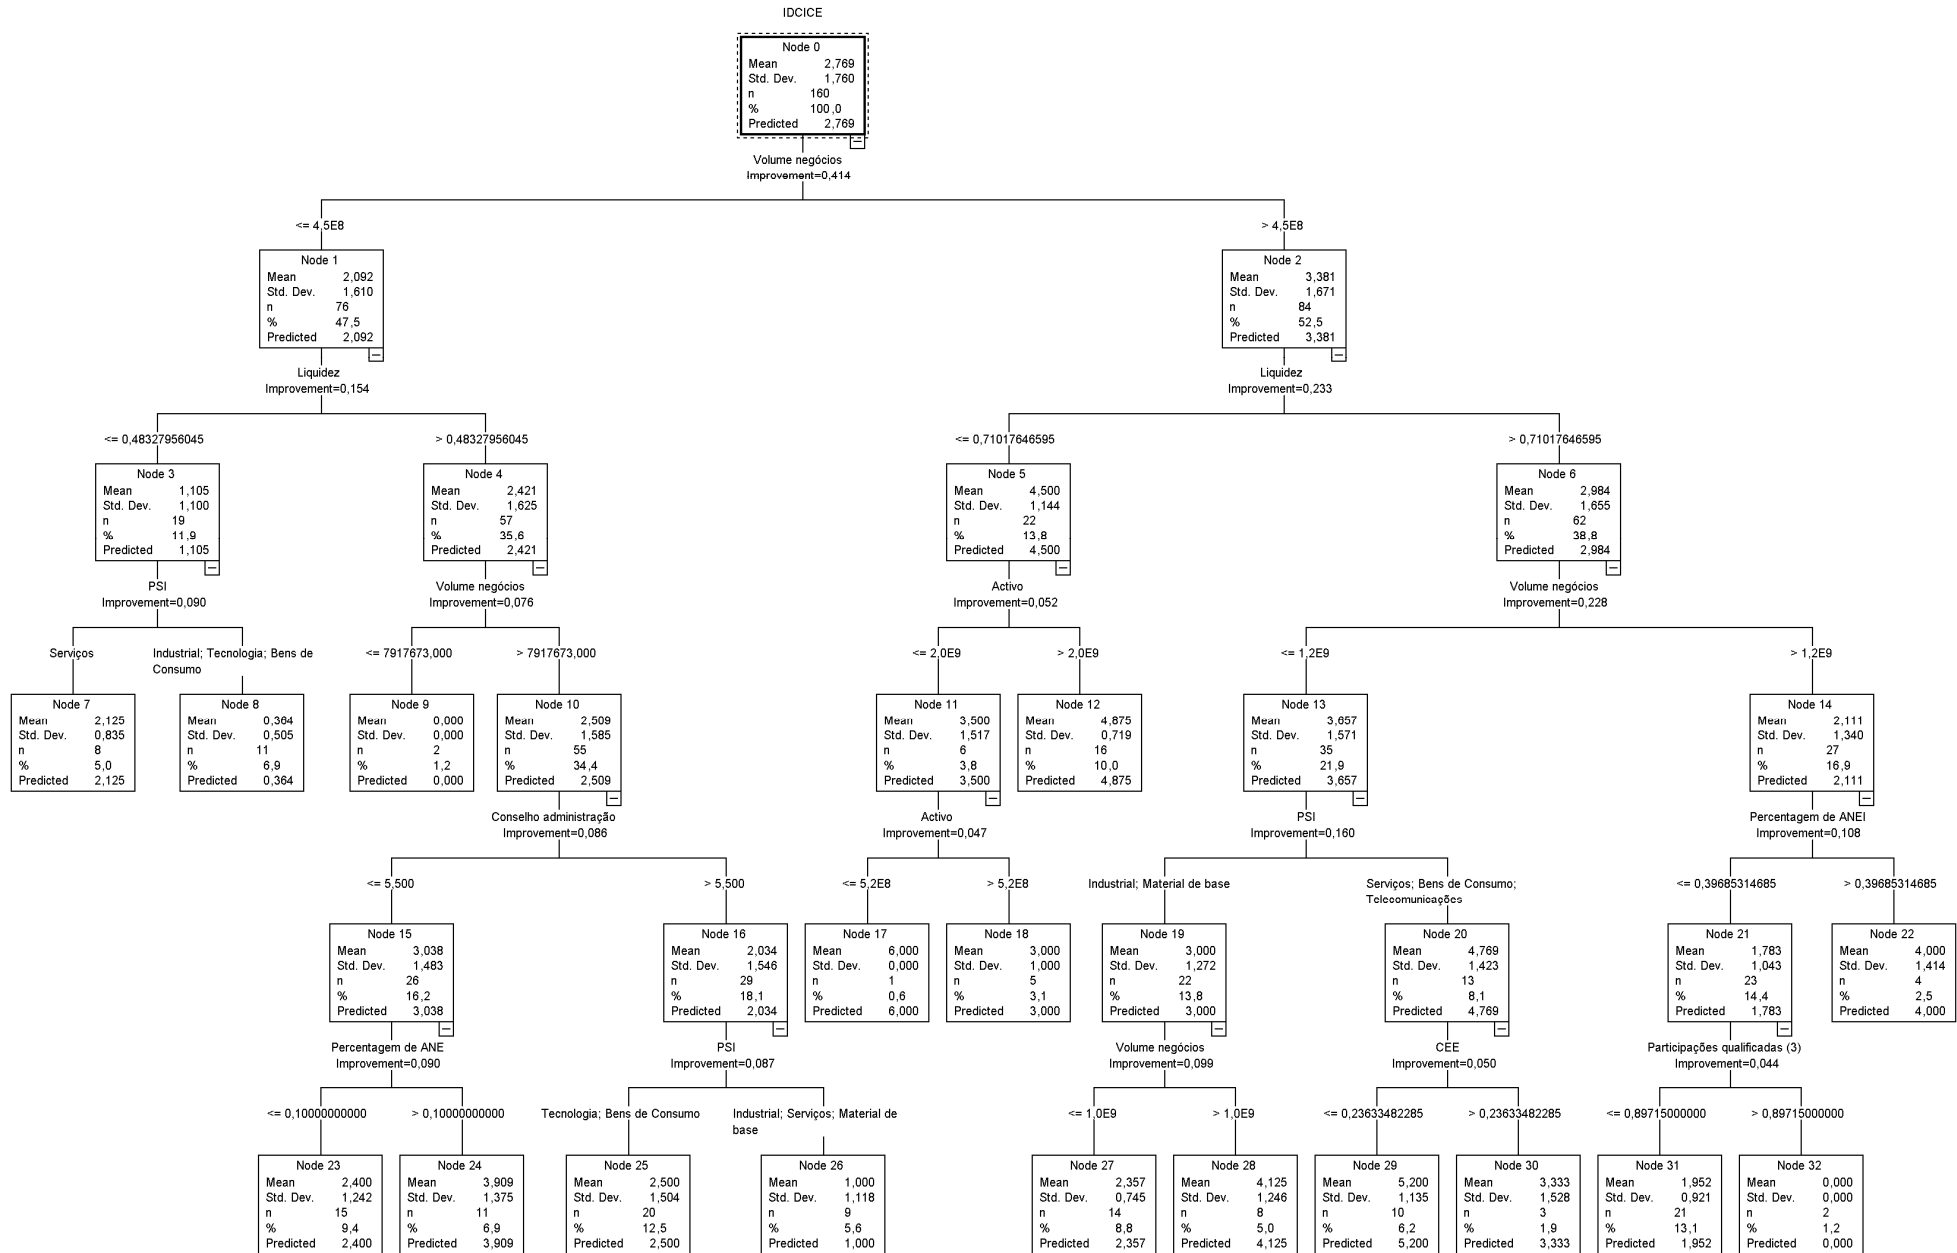 IDCICE
Node 0
Mean 2,769
Std. Dev. 1,760
n 160
% 100,0
Predicted 2,769
Volume negócios
Improvement=0,414
<= 4,5E8
> 4,5E8
Node 1
Mean 2,092
Std. Dev. 1,610
n 76
% 47,5
Predicted 2,092
Node 2
Mean 3,381
Std. Dev. 1,671
n 84
% 52,5
Predicted 3,381
Liquidez
Improvement=0,154
Liquidez
Improvement=0,233
<= 0,48327956045
> 0,48327956045
<= 0,71017646595
> 0,71017646595
Node 3
Mean 1,105
Std. Dev. 1,100
n 19
% 11,9
Predicted 1,105
Node 4
Mean 2,421
Std. Dev. 1,625
n 57
% 35,6
Predicted 2,421
Node 5
Mean 4,500
Std. Dev. 1,144
n 22
% 13,8
Predicted 4,500
Node 6
Mean 2,984
Std. Dev. 1,655
n 62
% 38,8
Predicted 2,984
PSI
Improvement=0,090
Volume negócios
Improvement=0,076
Activo
Improvement=0,052
Volume negócios
Improvement=0,228
Serviços
Industrial; Tecnologia; Bens de
Consumo
<= 7917673,000
> 7917673,000
<= 2,0E9
> 2,0E9
<= 1,2E9
> 1,2E9
Node 7
Mean 2,125
Std. Dev. 0,835
n 8
% 5,0
Predicted 2,125
Node 8
Mean 0,364
Std. Dev. 0,505
n 11
% 6,9
Predicted 0,364
Node 9
Mean 0,000
Std. Dev. 0,000
n 2
% 1,2
Predicted 0,000
Node 10
Mean 2,509
Std. Dev. 1,585
n 55
% 34,4
Predicted 2,509
Node 11
Mean 3,500
Std. Dev. 1,517
n 6
% 3,8
Predicted 3,500
Node 12
Mean 4,875
Std. Dev. 0,719
n 16
% 10,0
Predicted 4,875
Node 13
Mean 3,657
Std. Dev. 1,571
n 35
% 21,9
Predicted 3,657
Node 14
Mean 2,111
Std. Dev. 1,340
n 27
% 16,9
Predicted 2,111
Conselho administração
Improvement=0,086
Activo
Improvement=0,047
PSI
Improvement=0,160
Percentagem de ANEI
Improvement=0,108
<= 5,500
> 5,500
<= 5,2E8
> 5,2E8
Industrial; Material de base
Serviços; Bens de Consumo;
Telecomunicações
<= 0,39685314685
> 0,39685314685
Node 15
Mean 3,038
Std. Dev. 1,483
n 26
% 16,2
Predicted 3,038
Node 16
Mean 2,034
Std. Dev. 1,546
n 29
% 18,1
Predicted 2,034
Node 17
Mean 6,000
Std. Dev. 0,000
n 1
% 0,6
Predicted 6,000
Node 18
Mean 3,000
Std. Dev. 1,000
n 5
% 3,1
Predicted 3,000
Node 19
Mean 3,000
Std. Dev. 1,272
n 22
% 13,8
Predicted 3,000
Node 20
Mean 4,769
Std. Dev. 1,423
n 13
% 8,1
Predicted 4,769
Node 21
Mean 1,783
Std. Dev. 1,043
n 23
% 14,4
Predicted 1,783
Node 22
Mean 4,000
Std. Dev. 1,414
n 4
% 2,5
Predicted 4,000
Percentagem de ANE
Improvement=0,090
PSI
Improvement=0,087
Volume negócios
Improvement=0,099
CEE
Improvement=0,050
Participações qualificadas (3)
Improvement=0,044
<= 0,10000000000
> 0,10000000000
Tecnologia; Bens de Consumo
Industrial; Serviços; Material de
base
<= 1,0E9
> 1,0E9
<= 0,23633482285
> 0,23633482285
<= 0,89715000000
> 0,89715000000
Node 23
Mean 2,400
Std. Dev. 1,242
n 15
% 9,4
Predicted 2,400
Node 24
Mean 3,909
Std. Dev. 1,375
n 11
% 6,9
Predicted 3,909
Node 25
Mean 2,500
Std. Dev. 1,504
n 20
% 12,5
Predicted 2,500
Node 26
Mean 1,000
Std. Dev. 1,118
n 9
% 5,6
Predicted 1,000
Node 27
Mean 2,357
Std. Dev. 0,745
n 14
% 8,8
Predicted 2,357
Node 28
Mean 4,125
Std. Dev. 1,246
n 8
% 5,0
Predicted 4,125
Node 29
Mean 5,200
Std. Dev. 1,135
n 10
% 6,2
Predicted 5,200
Node 30
Mean 3,333
Std. Dev. 1,528
n 3
% 1,9
Predicted 3,333
Node 31
Mean 1,952
Std. Dev. 0,921
n 21
% 13,1
Predicted 1,952
Node 32
Mean 0,000
Std. Dev. 0,000
n 2
% 1,2
Predicted 0,000